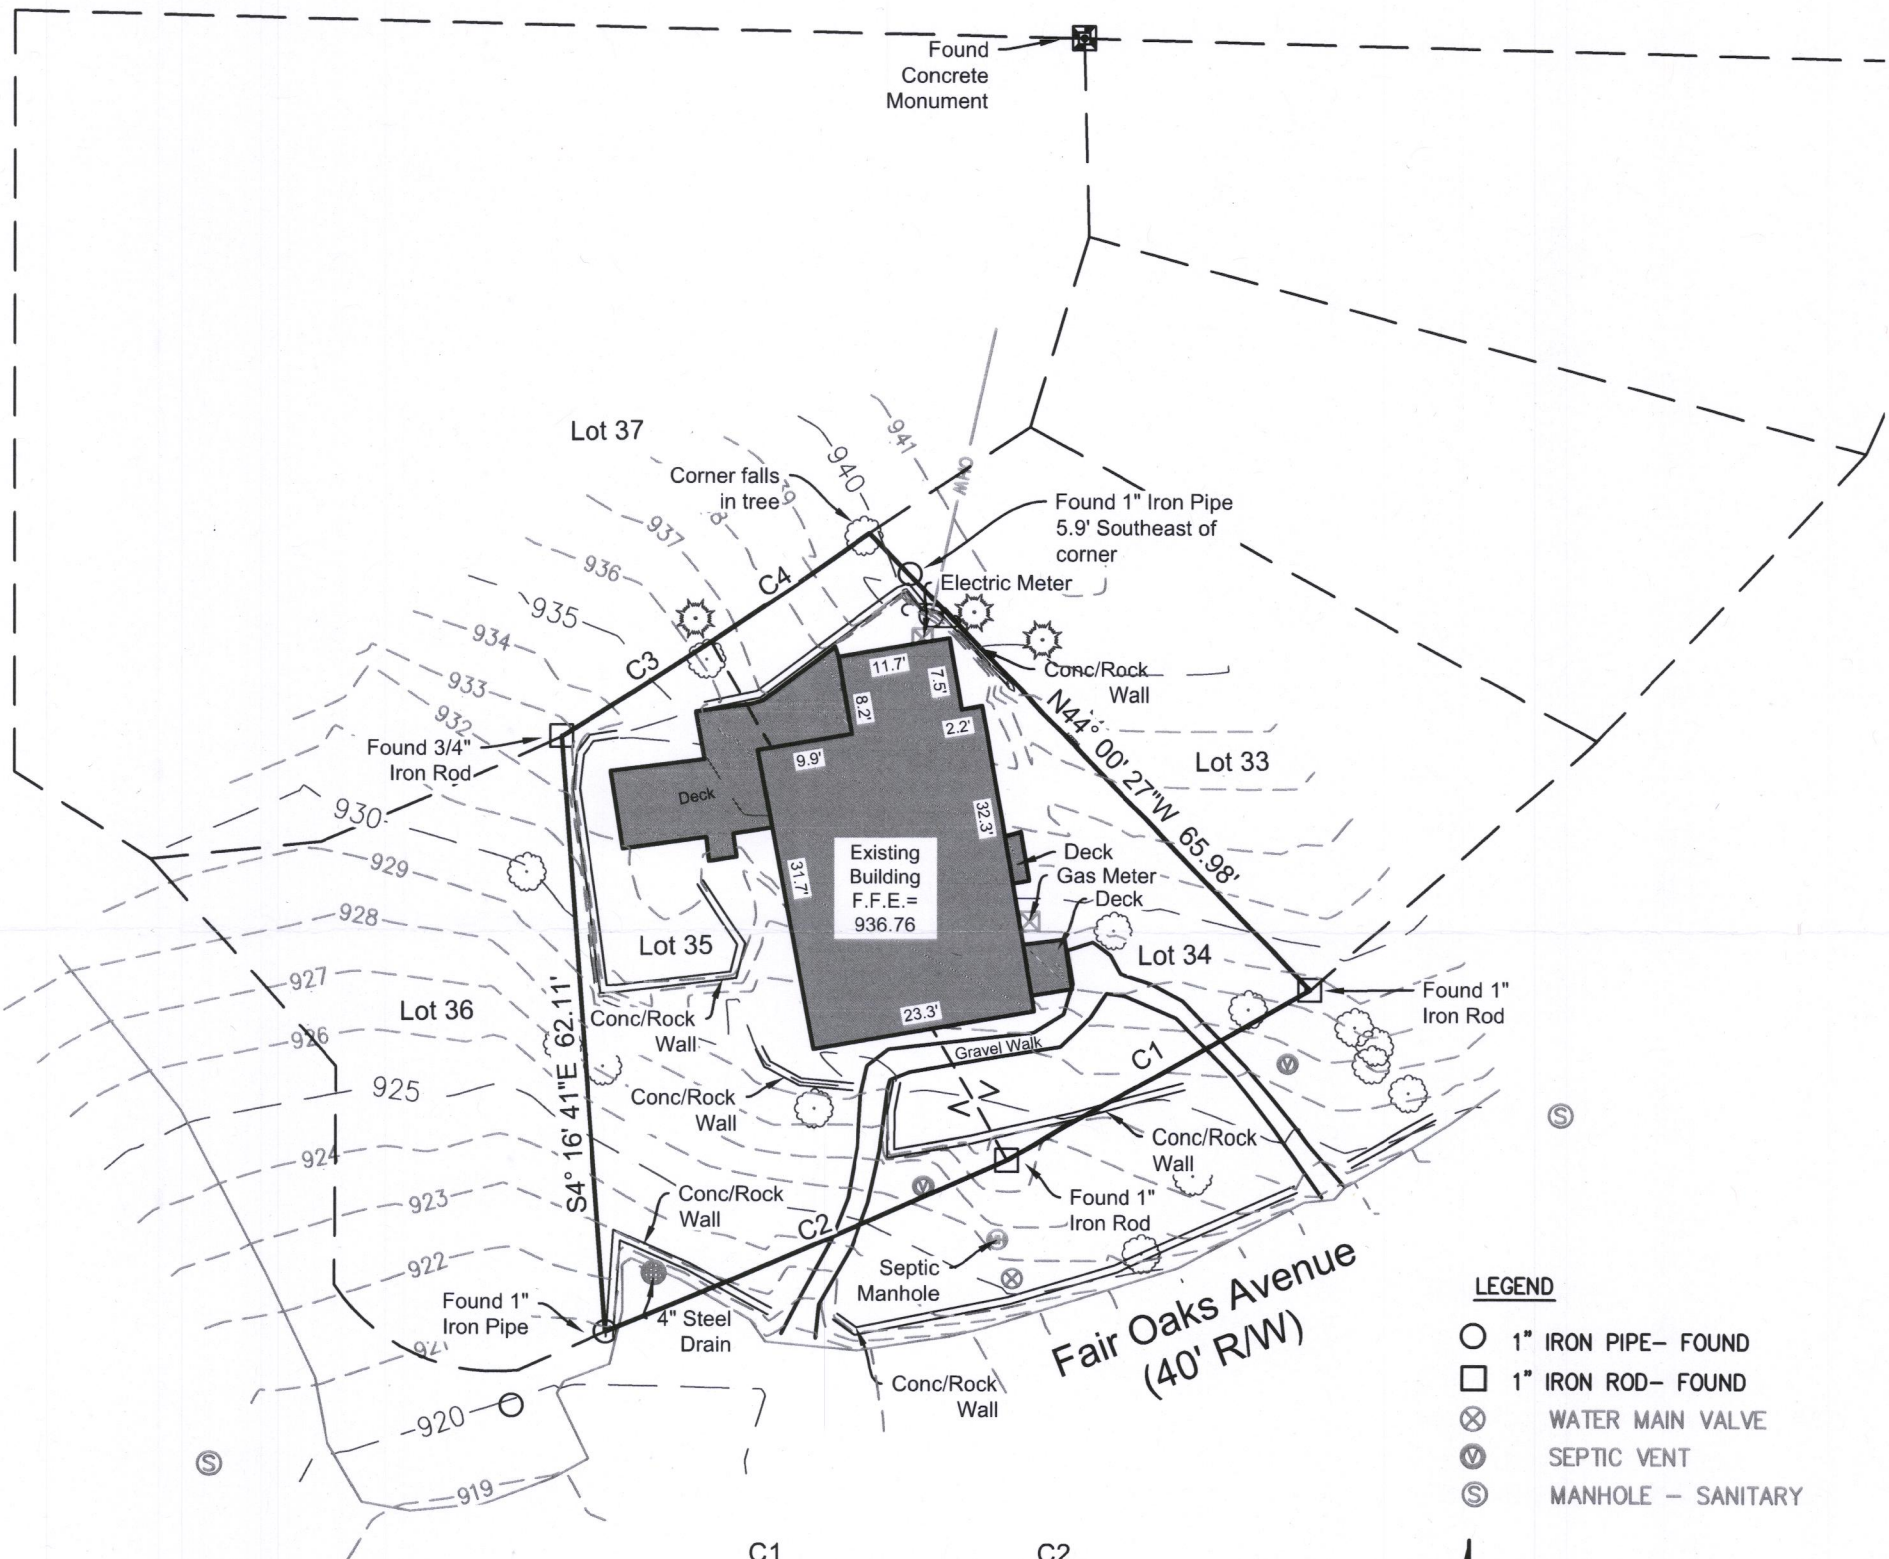 Found
Concrete
Monument
Lot 37
941
940
OHW
Corner falls
in tree
39
8
937
936
935
934
933
932
Found 1" Iron Pipe
5.9' Southeast of
corner
Electric Meter
C4
C3
Conc/Rock
Wall
11.7'
7.5'
8.2'
2.2'
9.9'
N44° 00' 27"W 65.98'
Lot 33
Found 3/4"
Iron Rod
Deck
32.3'
31.7'
930
929
928
927
926
925
924
923
922
921
920
919
Existing
Building
F.F.E.=
936.76
Deck
Gas Meter
Deck
Lot 35
Lot 34
Lot 36
S4° 16' 41"E 62.11'
Conc/Rock
Wall
23.3'
Gravel Walk
C1
Found 1"
Iron Rod
Conc/Rock
Wall
Z
Conc/Rock
Wall
Conc/Rock
Wall
Found 1"
Iron Rod
C2
Septic
Manhole
Found 1"
Iron Pipe
4" Steel
Drain
Conc/Rock
Wall
Fair Oaks Avenue
(40' R/W)
V
V
S
S
LEGEND
1" IRON PIPE– FOUND
1" IRON ROD– FOUND
WATER MAIN VALVE
V SEPTIC VENT
S MANHOLE – SANITARY
C1 C2